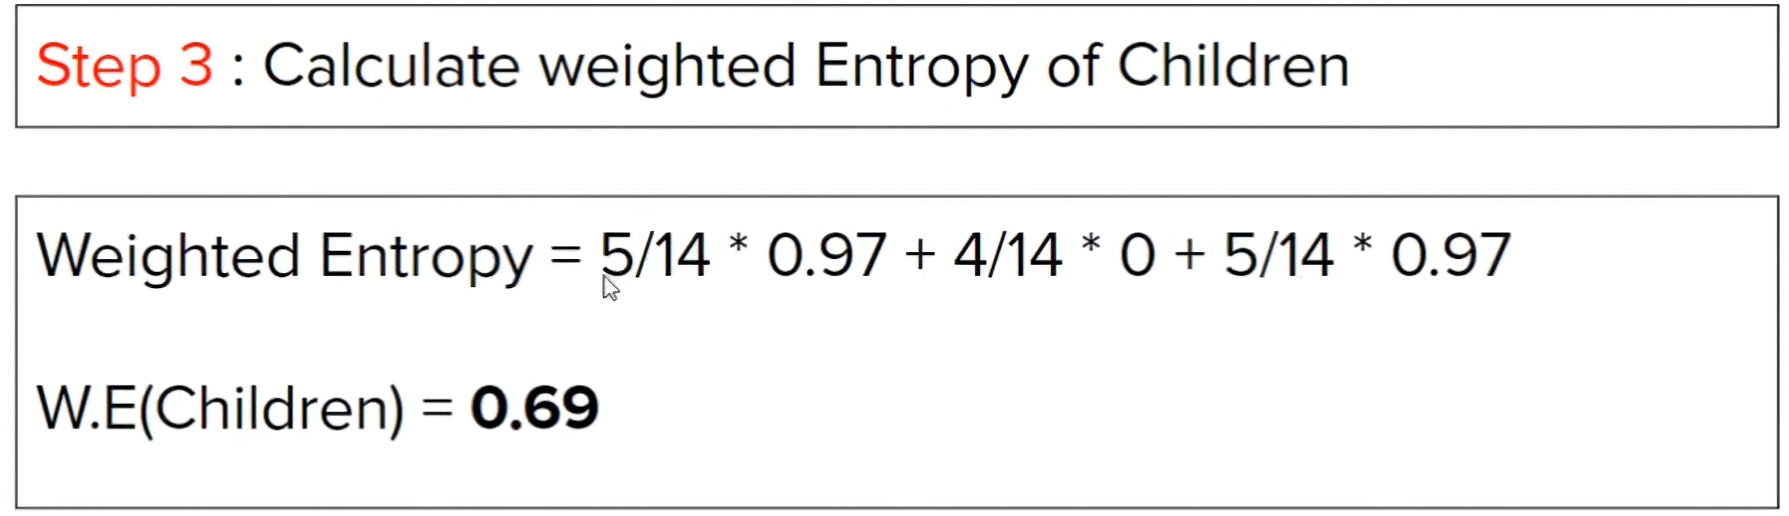 Step 3 : Calculate weighted Entropy of Children
Weighted Entropy = 5/14 * 0.97 + 4/14 * 0 + 5/14 * 0.97
W.E(Children) = 0.69